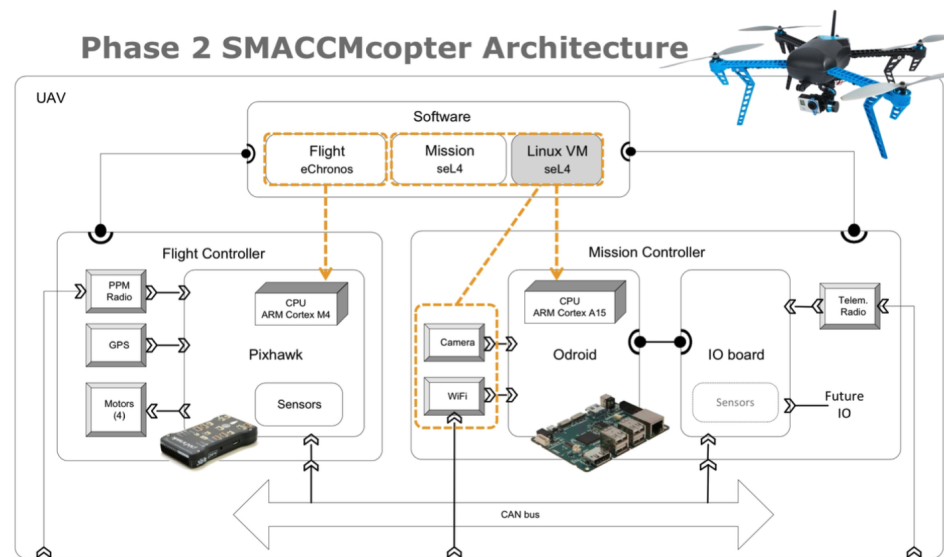 Phase 2 SMACCMcopter Architecture
UAV
Software
Flight
eChronos
Mission
seL4
Linux VM
seL4
Flight Controller
PPM
Radio
GPS
Motors
(4)
CPU
ARM Cortex M4
Pixhawk
Sensors
Mission Controller
Camera
WiFi
CPU
ARM Cortex A15
Odroid
IO board
Sensors
Telem.
Radio
Future
IO
CAN bus